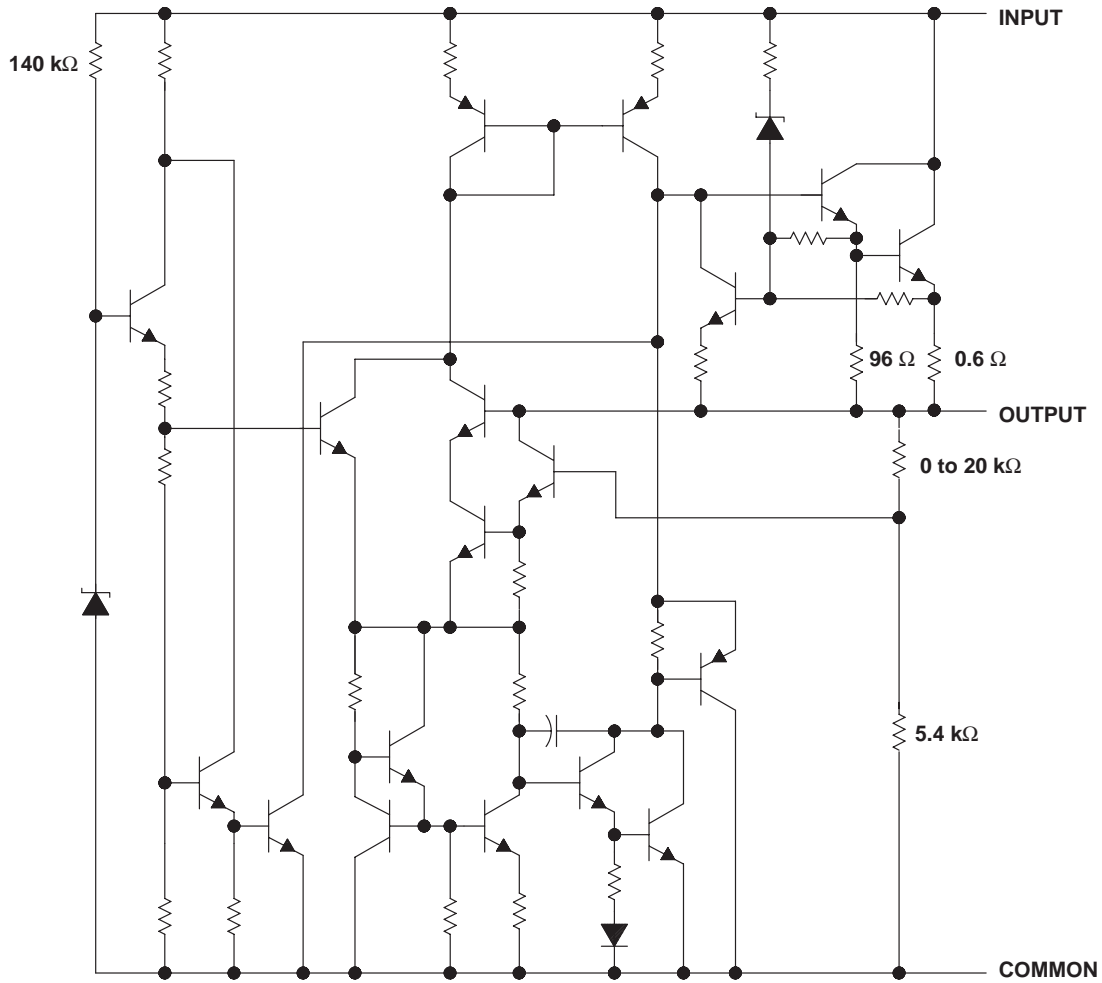 INPUT
140 kΩ
96 Ω
0.6 Ω
OUTPUT
0 to 20 kΩ
5.4 kΩ
COMMON